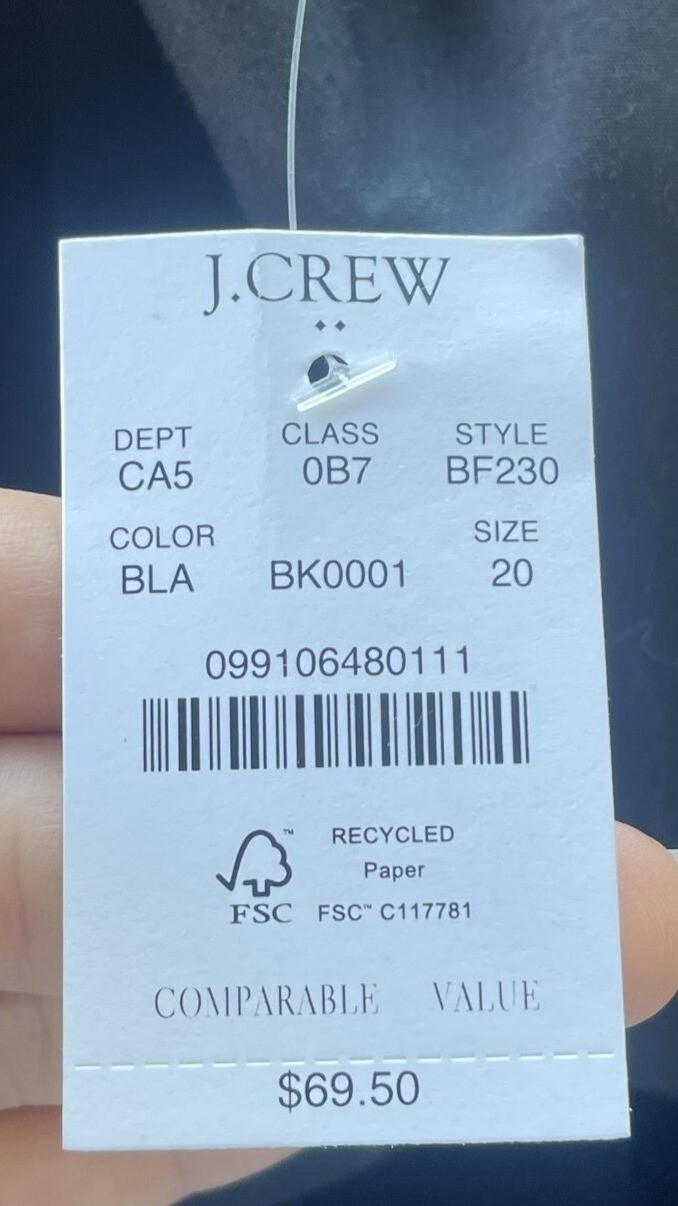 J.CREW
DEPT CLASS STYLE
CA5 0B7 BF230
COLOR SIZE
BLA BK0001 20
099106480111
RECYCLED
Paper
FSC FSC™ C117781
COMPARABLE VALUE
$69.50